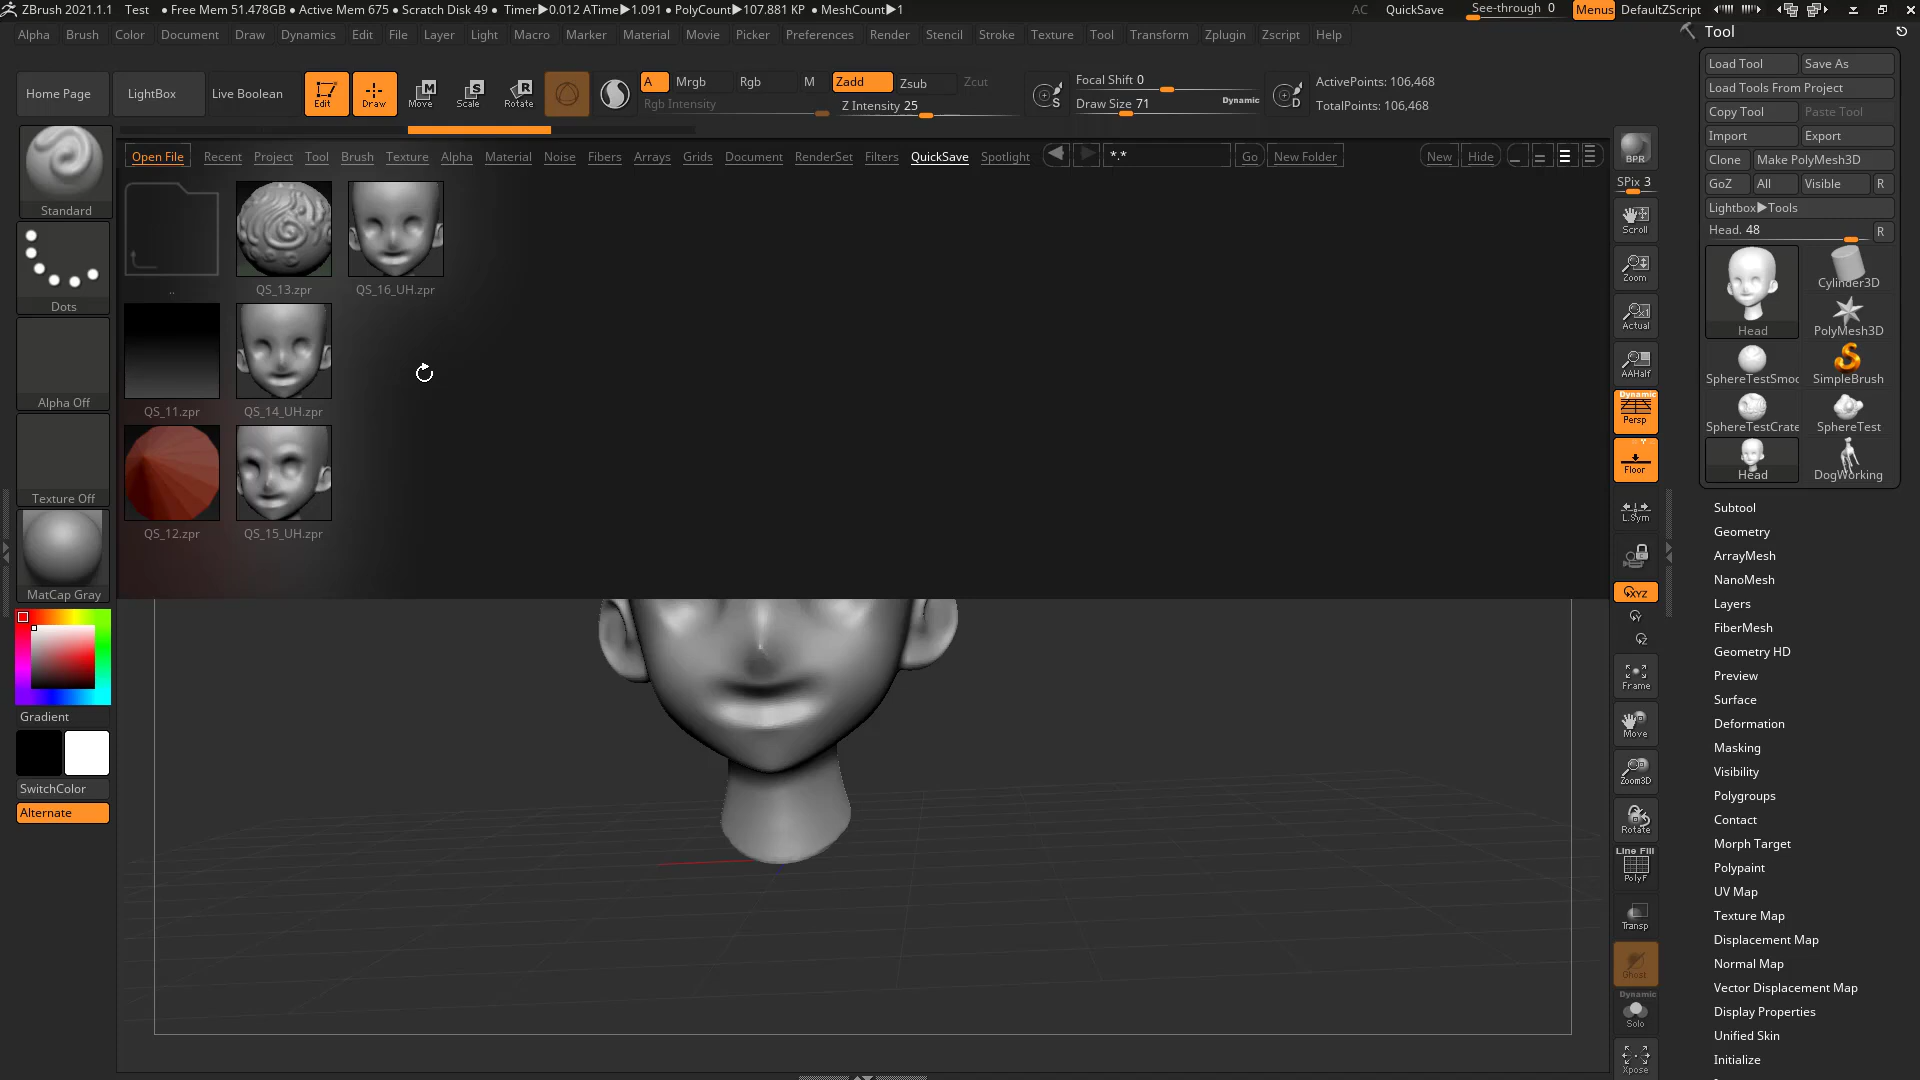 ZBrush 2021.1.1 Test • Free Mem 51.478GB • Active Mem 675 • Scratch Disk 49 • Timer▶0.012 ATime▶1.091 • PolyCount▶107.881 KP • MeshCount▶1 AC QuickSave See-through 0 Menus DefaultZScript
Alpha Brush Color Document Draw Dynamics Edit File Layer Light Macro Marker Material Movie Picker Preferences Render Stencil Stroke Texture Tool Transform Zplugin Zscript Help
Home Page LightBox Live Boolean Edit Draw Move Scale Rotate
M S R
A Mrgb Rgb M Zadd Zsub Zcut
Rgb Intensity Z Intensity 25
S
Focal Shift 0
Draw Size 71 Dynamic
D
ActivePoints: 106,468
TotalPoints: 106,468
Open File Recent Project Tool Brush Texture Alpha Material Noise Fibers Arrays Grids Document RenderSet Filters QuickSave Spotlight *.* Go New Folder New Hide
..
QS_13.zpr
QS_16_UH.zpr
QS_11.zpr
QS_14_UH.zpr
QS_12.zpr
QS_15_UH.zpr
Standard
Dots
Alpha Off
Texture Off
MatCap Gray
Gradient
SwitchColor
Alternate
BPR
SPix 3
Scroll
Zoom
Actual
AAHalf
Dynamic
Persp
Floor
L.Sym
XYZ
Y
Z
Frame
Move
Zoom3D
Rotate
Line Fill
PolyF
Transp
Ghost
Dynamic
Solo
Xpose
Tool
Load Tool Save As
Load Tools From Project
Copy Tool Paste Tool
Import Export
Clone Make PolyMesh3D
GoZ All Visible R
Lightbox▶Tools
Head. 48 R
Head
Cylinder3D
PolyMesh3D
SphereTestSmoc SimpleBrush
SphereTestCrate SphereTest
Head DogWorking
Subtool
Geometry
ArrayMesh
NanoMesh
Layers
FiberMesh
Geometry HD
Preview
Surface
Deformation
Masking
Visibility
Polygroups
Contact
Morph Target
Polypaint
UV Map
Texture Map
Displacement Map
Normal Map
Vector Displacement Map
Display Properties
Unified Skin
Initialize